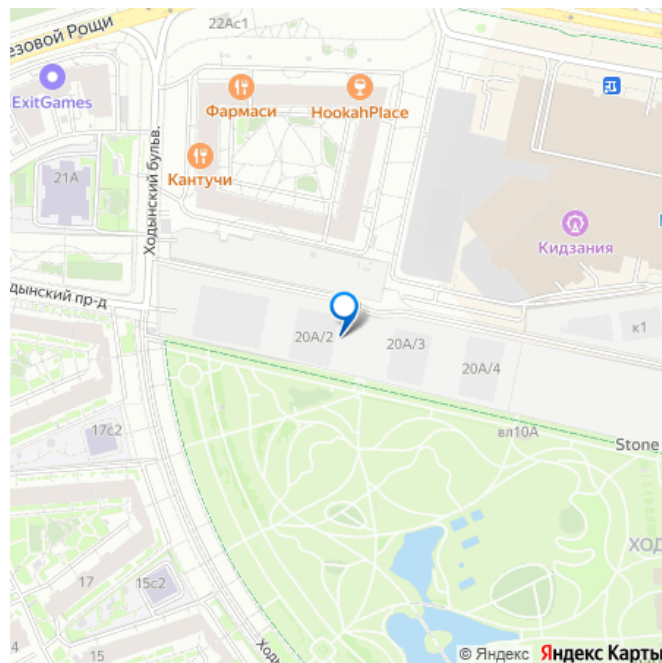 22Ас1
езовой Рощи
ExitGames
Фармаси
HookahPlace
Кантучи
21А
Ходынский бульв.
Кидзания
дынский пр-д
20А/2
20А/3
20А/4
к1
17с2
вл10А
Stone
ХОД
17
15с2
15
Ходы
© Яндекс Яндекс Карты